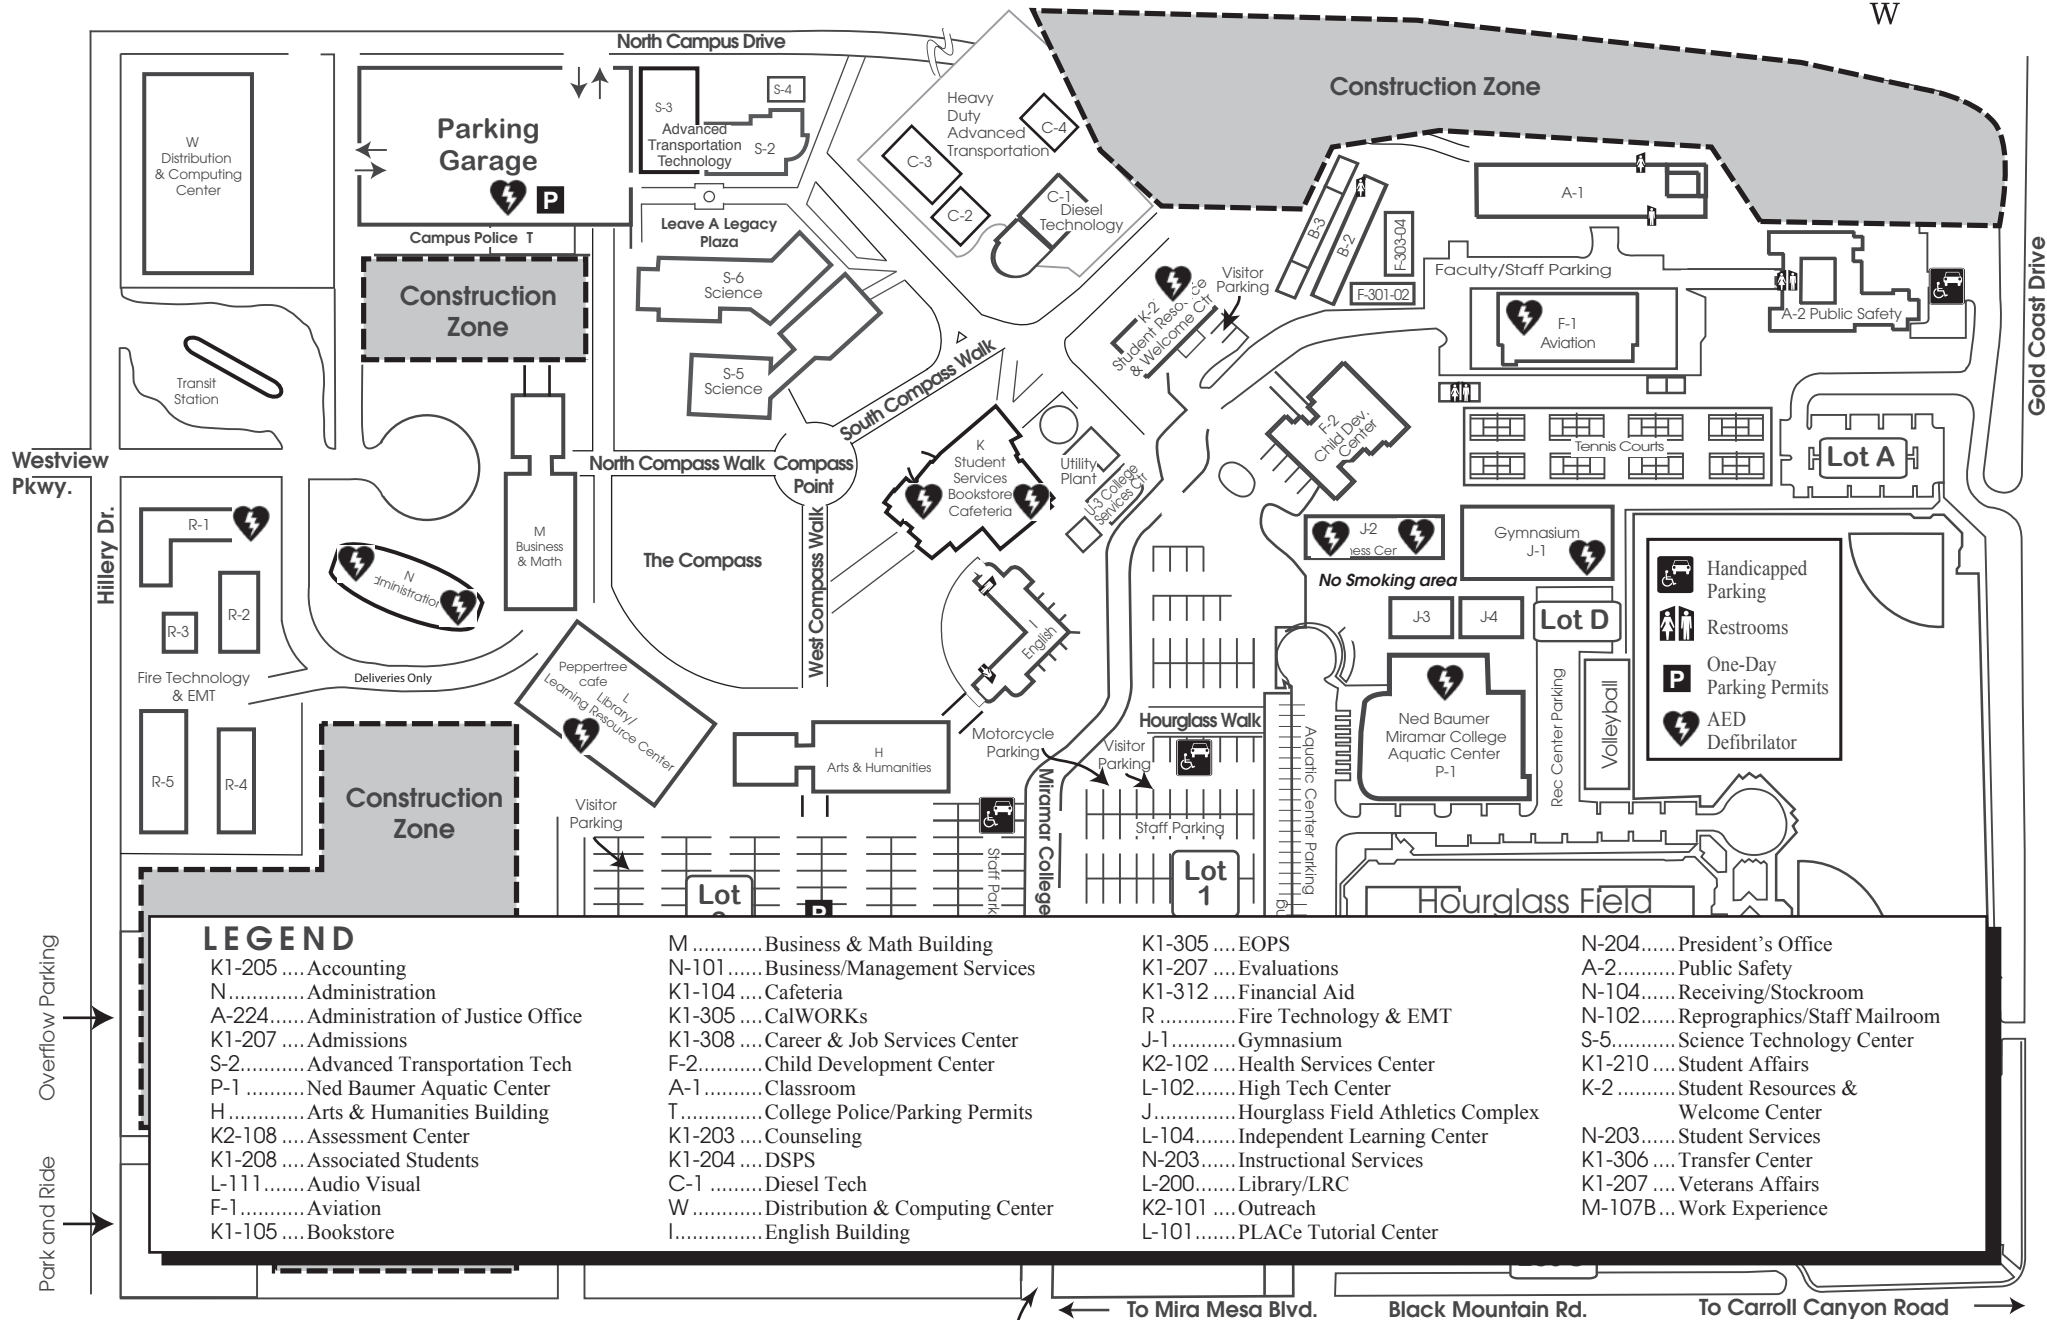 W
North Campus Drive
Construction Zone
W
Distribution
& Computing
Center
Parking
Garage
P
Campus Police T
S-3
S-4
Advanced
Transportation
Technology
S-2
Heavy
Duty
Advanced
Transportation
C-4
C-3
C-2
C-1
Diesel
Technology
Leave A Legacy
Plaza
S-6
Science
S-5
Science
Construction
Zone
Transit
Station
B-3
B-2
F-303-04
F-301-02
A-1
Faculty/Staff Parking
F-1
Aviation
A-2 Public Safety
Gold Coast Drive
Visitor
Parking
K-2
Student
& Welcome Ctr
South Compass Walk
North Compass Walk
Compass
Point
West Compass Walk
The Compass
K
Student
Services
Bookstore
Cafeteria
Utility
Plant
U-3 College
Services Ctr
F-2
Child Dev.
Center
Tennis Courts
Lot A
Westview
Pkwy.
Hillery Dr.
R-1
R-2
R-3
Fire Technology
& EMT
R-5
R-4
N
M
Business
& Math
Deliveries Only
Peppertree
cafe
L
Library/
Learning Resource Center
I
English
H
Arts & Humanities
J-2
Gymnasium
J-1
No Smoking area
J-3
J-4
Lot D
Handicapped
Parking
Restrooms
P
One-Day
Parking Permits
AED
Defibrilator
Ned Baumer
Miramar College
Aquatic Center
P-1
Rec Center Parking
Volleyball
Hourglass Walk
Motorcycle
Parking
Visitor
Parking
Aquatic Center Parking
Staff Parking
Lot
1
Miramar College
Construction
Zone
Visitor
Parking
Lot
Staff Park
Hourglass Field
Overflow Parking
Park and Ride
LEGEND
K1-205 .... Accounting
N ............. Administration
A-224 ...... Administration of Justice Office
K1-207 .... Admissions
S-2 ........... Advanced Transportation Tech
P-1 .......... Ned Baumer Aquatic Center
H ............. Arts & Humanities Building
K2-108 .... Assessment Center
K1-208 .... Associated Students
L-111 ....... Audio Visual
F-1 ........... Aviation
K1-105 .... Bookstore
M ............ Business & Math Building
N-101 ...... Business/Management Services
K1-104 .... Cafeteria
K1-305 .... CalWORKs
K1-308 .... Career & Job Services Center
F-2 ........... Child Development Center
A-1 .......... Classroom
T .............. College Police/Parking Permits
K1-203 .... Counseling
K1-204 .... DSPS
C-1 .......... Diesel Tech
W ............ Distribution & Computing Center
I ............... English Building
K1-305 .... EOPS
K1-207 .... Evaluations
K1-312 .... Financial Aid
R ............. Fire Technology & EMT
J-1 ........... Gymnasium
K2-102 .... Health Services Center
L-102 ....... High Tech Center
J .............. Hourglass Field Athletics Complex
L-104 ....... Independent Learning Center
N-203 ...... Instructional Services
L-200 ....... Library/LRC
K2-101 .... Outreach
L-101 ....... PLACe Tutorial Center
N-204 ...... President's Office
A-2 .......... Public Safety
N-104 ...... Receiving/Stockroom
N-102 ...... Reprographics/Staff Mailroom
S-5 ........... Science Technology Center
K1-210 .... Student Affairs
K-2 .......... Student Resources &
Welcome Center
N-203 ...... Student Services
K1-306 .... Transfer Center
K1-207 .... Veterans Affairs
M-107B ... Work Experience
To Mira Mesa Blvd.
Black Mountain Rd.
To Carroll Canyon Road